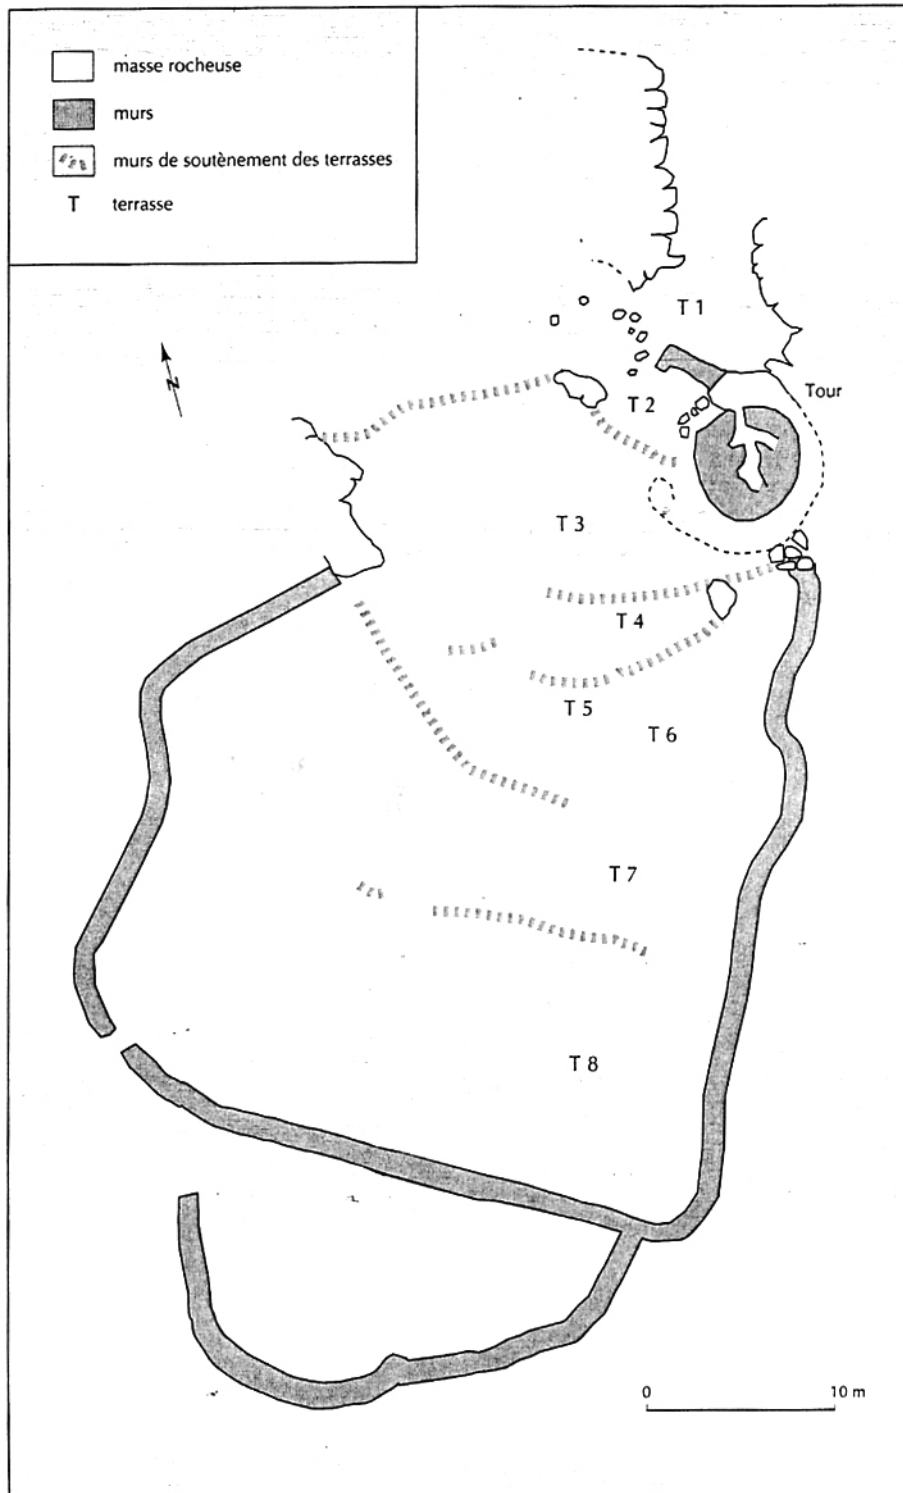 masse rocheuse
murs
murs de soutènement des terrasses
T terrasse
T 1
N
Tour
T 2
T 3
T 4
T 5
T 6
T 7
T 8
0 10 m